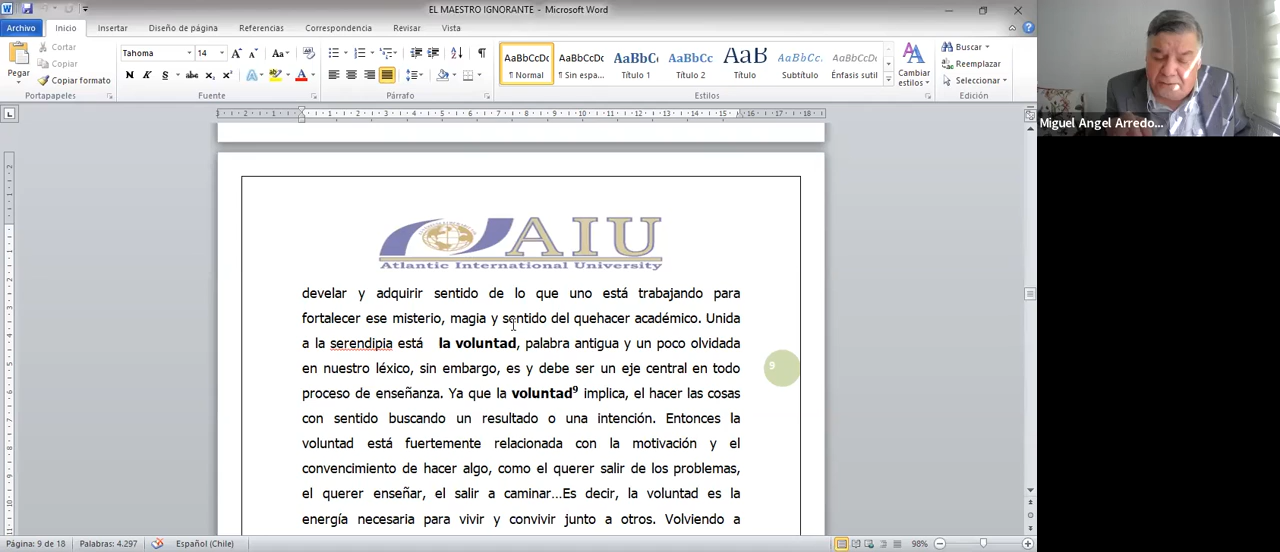 EL MAESTRO IGNORANTE - Microsoft Word
Archivo Inicio Insertar Diseño de página Referencias Correspondencia Revisar Vista
Pegar
Cortar
Copiar
Copiar formato
Portapapeles
Tahoma 14
Fuente
Párrafo
AaBbCcDc AaBbCcDc AaBbC AaBbCc AaB AaBbCc AaBbCcDc
¶ Normal ¶ Sin espa... Título 1 Título 2 Título Subtítulo Énfasis sutil
Estilos
Cambiar estilos
Buscar
Reemplazar
Seleccionar
Edición
Miguel Angel Arredo...
AIU
Atlantic International University
develar y adquirir sentido de lo que uno está trabajando para
fortalecer ese misterio, magia y sentido del quehacer académico. Unida
a la serendipia está la voluntad, palabra antigua y un poco olvidada
en nuestro léxico, sin embargo, es y debe ser un eje central en todo
proceso de enseñanza. Ya que la voluntad⁹ implica, el hacer las cosas
con sentido buscando un resultado o una intención. Entonces la
voluntad está fuertemente relacionada con la motivación y el
convencimiento de hacer algo, como el querer salir de los problemas,
el querer enseñar, el salir a caminar...Es decir, la voluntad es la
energía necesaria para vivir y convivir junto a otros. Volviendo a
9
Página: 9 de 18 Palabras: 4.297 Español (Chile) 98%